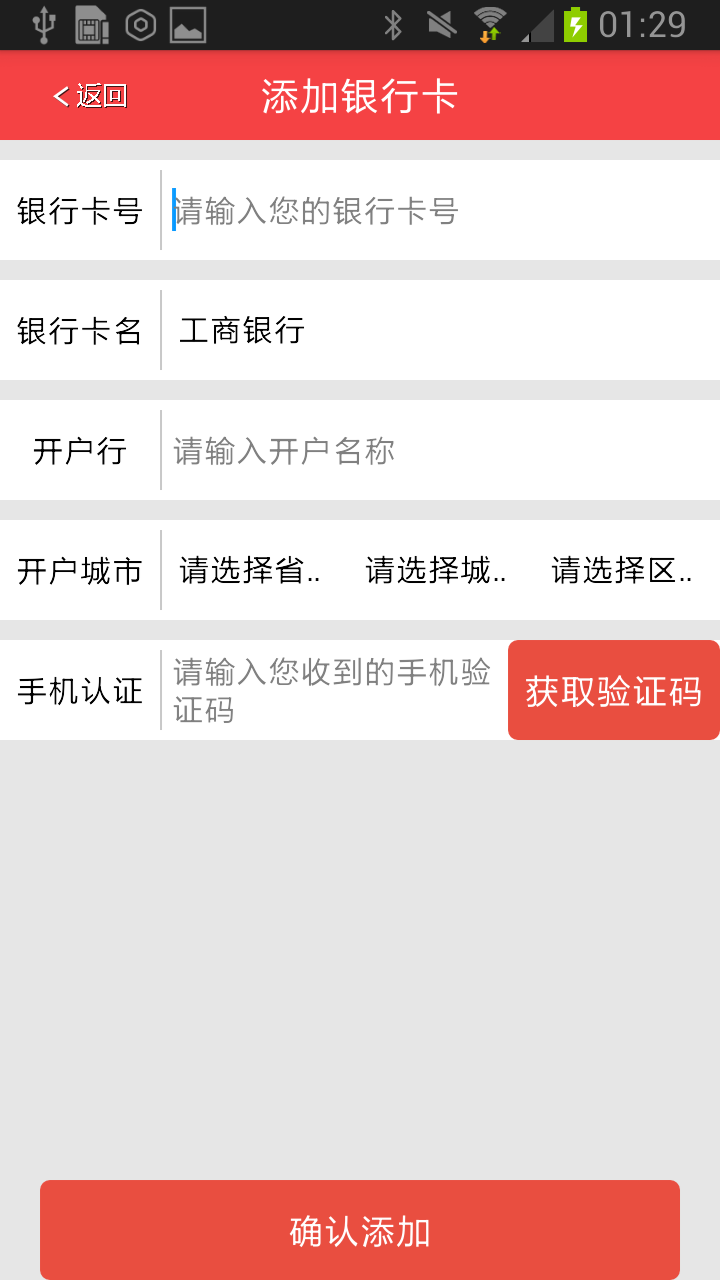 01:29
< 返回
添加银行卡
银行卡号
请输入您的银行卡号
银行卡名
工商银行
开户行
请输入开户名称
开户城市
请选择省..
请选择城..
请选择区..
手机认证
请输入您收到的手机验
证码
获取验证码
确认添加